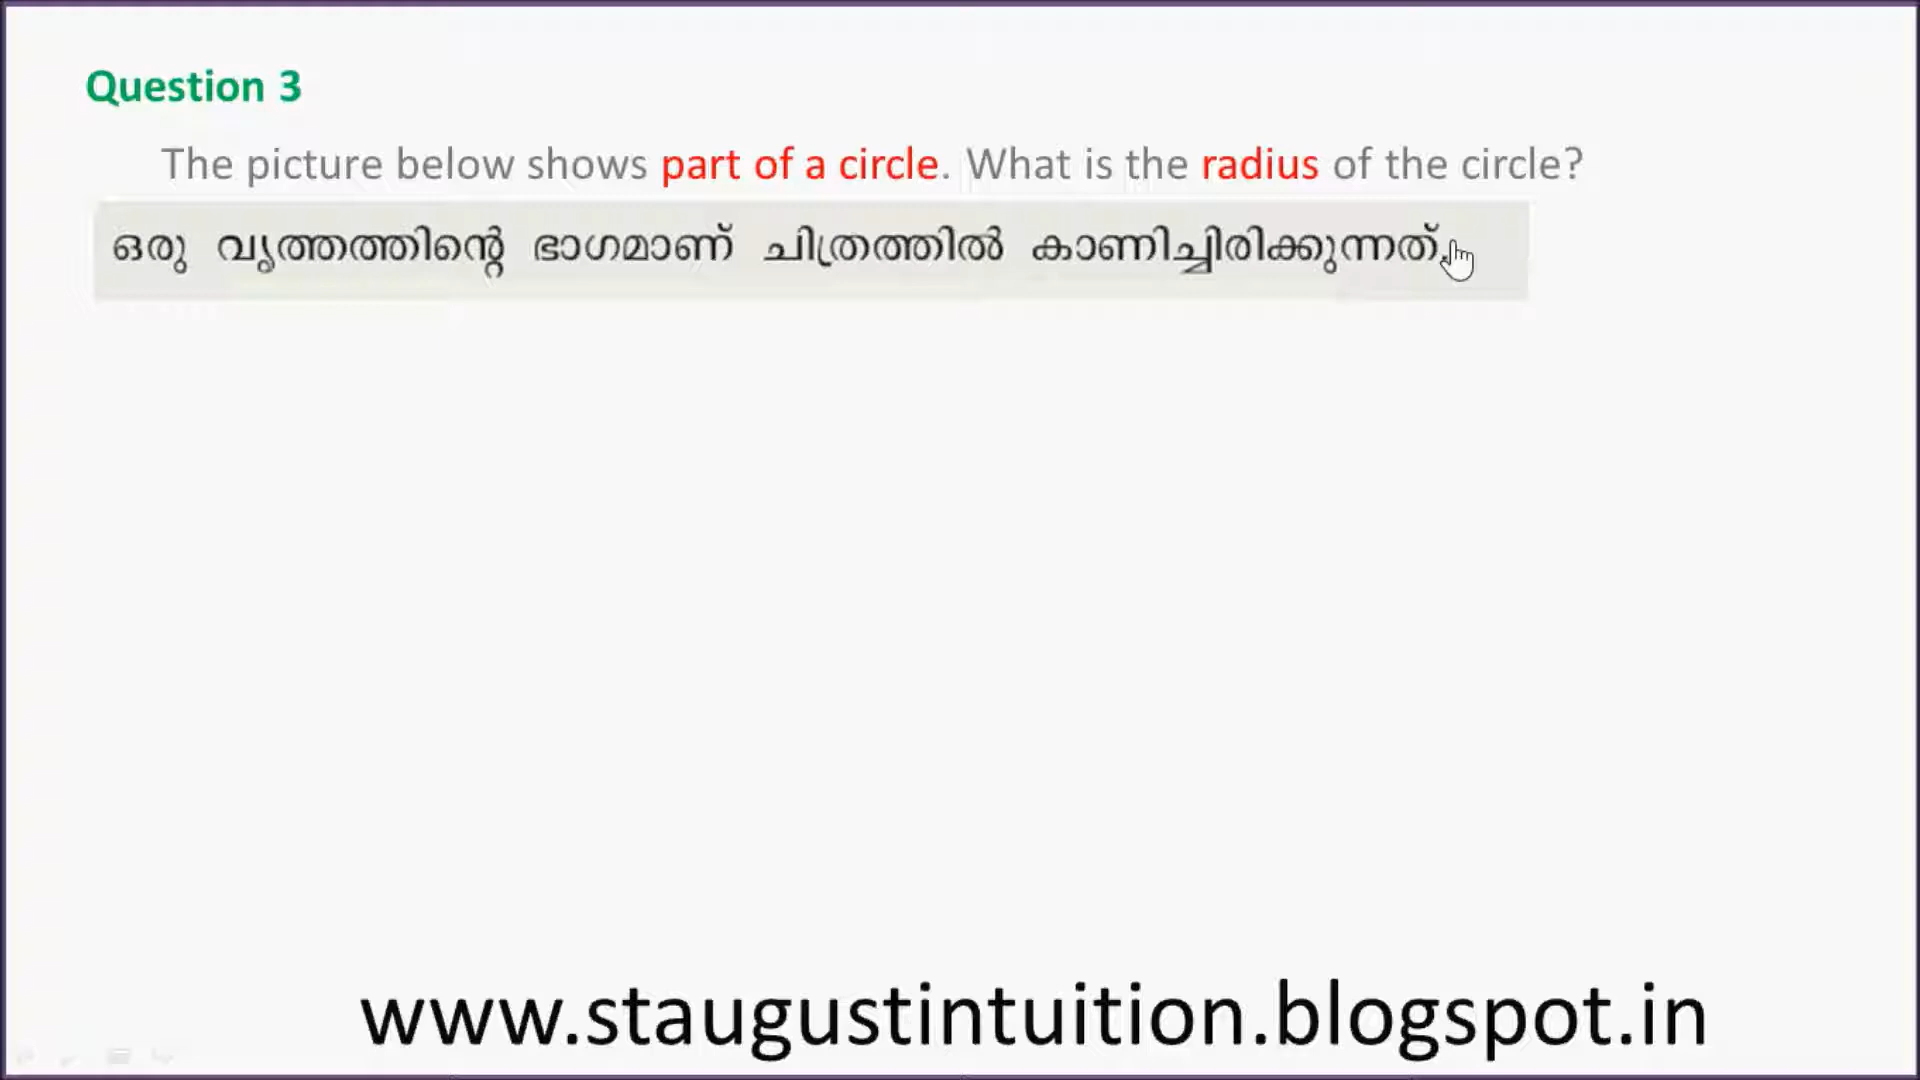 Question 3
The picture below shows part of a circle. What is the radius of the circle?
ഒരു വൃത്തത്തിന്റെ ഭാഗമാണ് ചിത്രത്തിൽ കാണിച്ചിരിക്കുന്നത്.
www.staugustintuition.blogspot.in